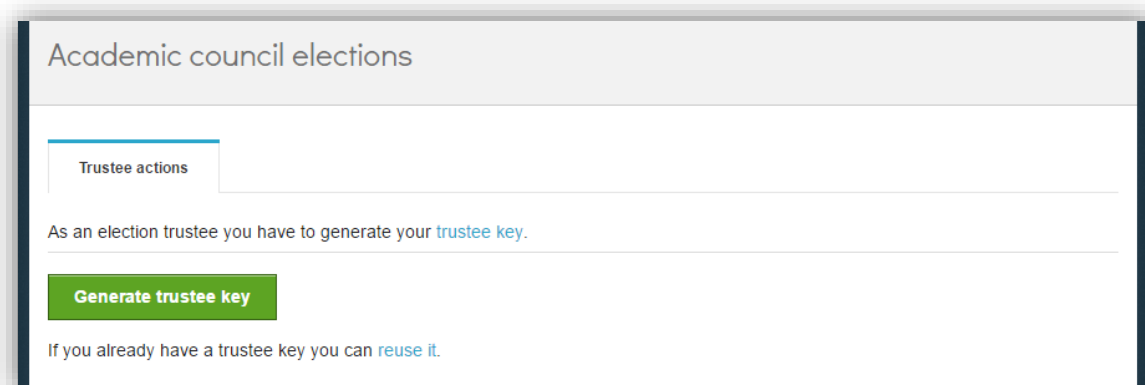 Academic council elections
Trustee actions
As an election trustee you have to generate your trustee key.
Generate trustee key
If you already have a trustee key you can reuse it.